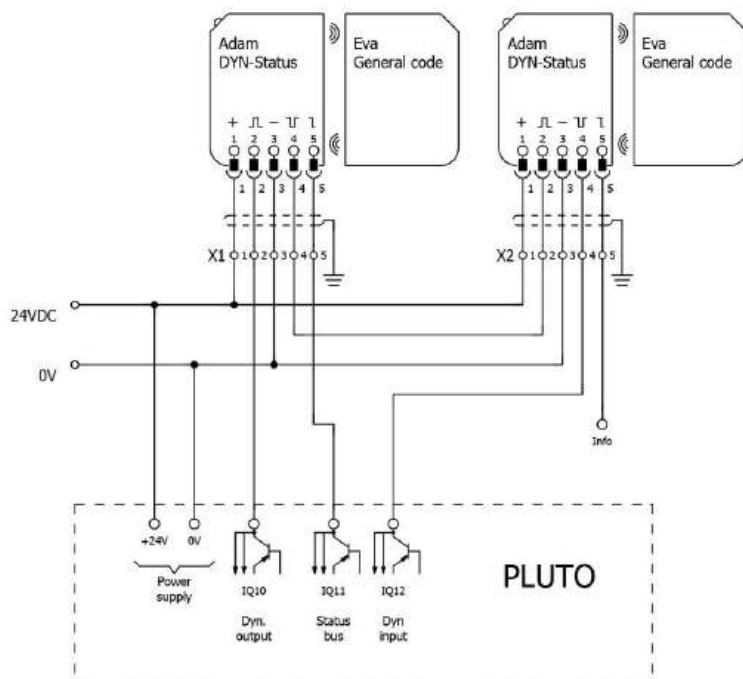 Adam
DYN-Status
Eva
General code
Adam
DYN-Status
Eva
General code
+ ⎍ −
1 2 3 4 5
+ ⎍ −
1 2 3 4 5
1 2 3 4 5
1 2 3 4 5
X1 1 2 3 4 5
X2 1 2 3 4 5
24VDC
0V
Info
+24V 0V
Power
supply
IQ10
Dyn.
output
IQ11
Status
bus
IQ12
Dyn
input
PLUTO